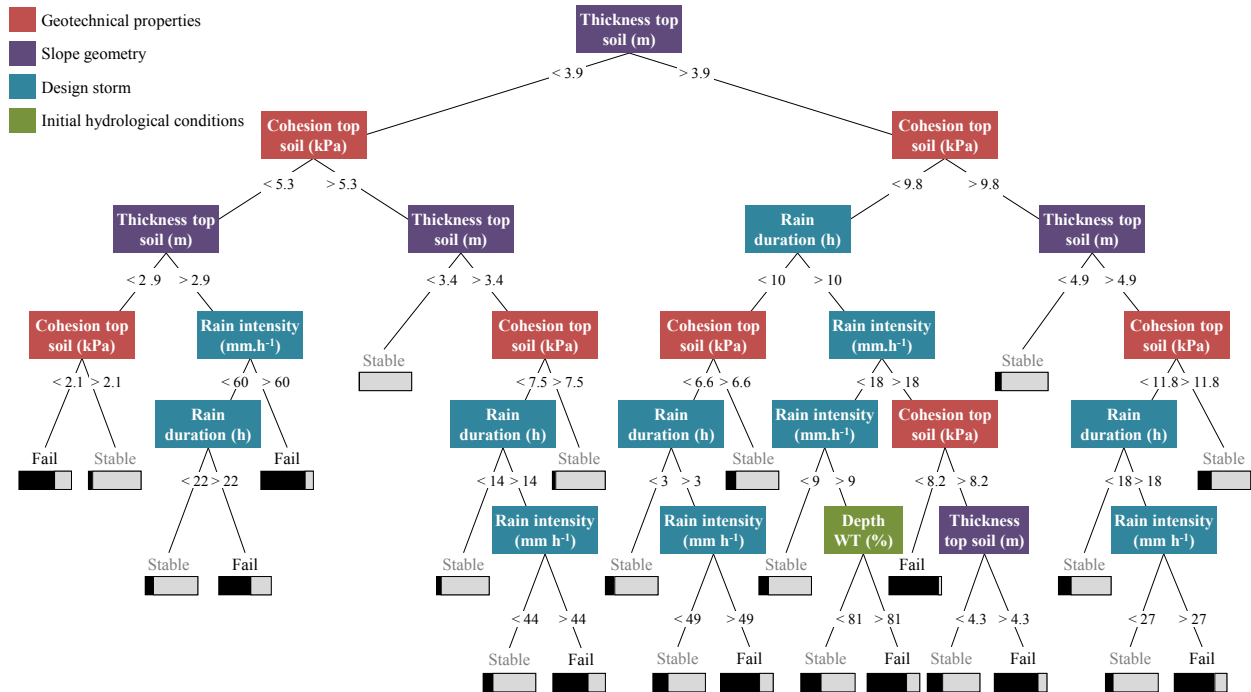 Geotechnical properties
Slope geometry
Design storm
Initial hydrological conditions
Thickness top
soil (m)
< 3.9
> 3.9
Cohesion top
soil (kPa)
Cohesion top
soil (kPa)
< 5.3
> 5.3
< 9.8
> 9.8
Thickness top
soil (m)
Thickness top
soil (m)
Rain
duration (h)
Thickness top
soil (m)
< 2 .9
> 2.9
< 3.4
> 3.4
< 10
> 10
< 4.9
> 4.9
Cohesion top
soil (kPa)
Rain intensity
(mm.h⁻¹)
Stable
Cohesion top
soil (kPa)
Cohesion top
soil (kPa)
Rain intensity
(mm.h⁻¹)
Stable
Cohesion top
soil (kPa)
< 2.1
> 2.1
< 60
> 60
< 7.5
> 7.5
< 6.6
> 6.6
< 18
> 18
< 11.8
> 11.8
Fail
Stable
Rain
duration (h)
Fail
Rain
duration (h)
Stable
Rain
duration (h)
Stable
Rain intensity
(mm.h⁻¹)
Cohesion top
soil (kPa)
Rain
duration (h)
Stable
< 22
> 22
< 14
> 14
< 3
> 3
< 9
> 9
< 8.2
> 8.2
< 18
> 18
Stable
Fail
Stable
Rain intensity
(mm h⁻¹)
Stable
Rain intensity
(mm h⁻¹)
Stable
Depth
WT (%)
Fail
Thickness
top soil (m)
Stable
Rain intensity
(mm h⁻¹)
< 44
> 44
< 49
> 49
< 81
> 81
< 4.3
> 4.3
< 27
> 27
Stable
Fail
Stable
Fail
Stable
Fail
Stable
Fail
Stable
Fail